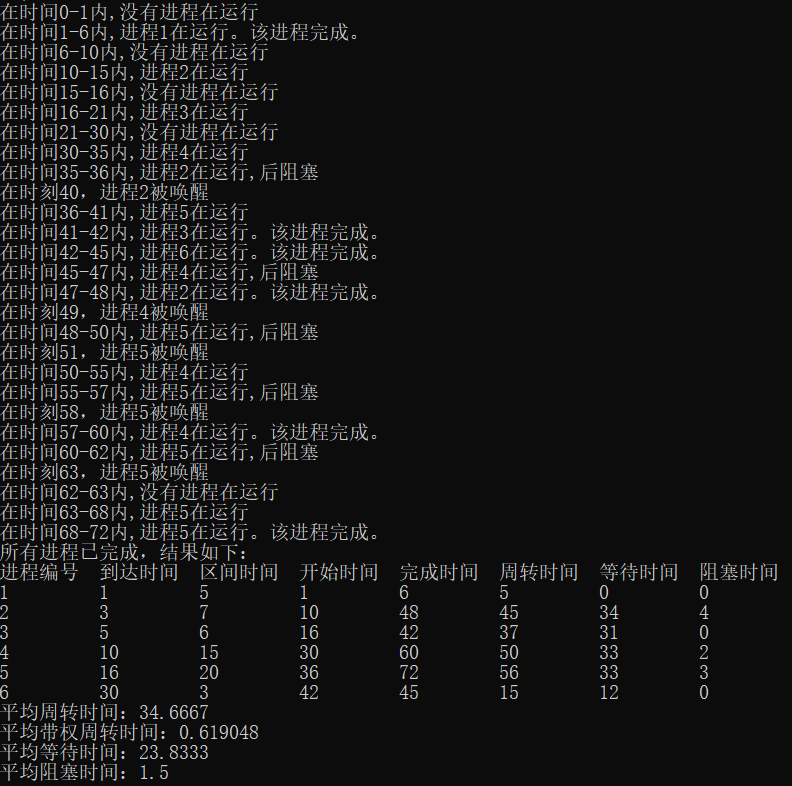 在时间0-1内,没有进程在运行
在时间1-6内,进程1在运行。该进程完成。
在时间6-10内,没有进程在运行
在时间10-15内,进程2在运行
在时间15-16内,没有进程在运行
在时间16-21内,进程3在运行
在时间21-30内,没有进程在运行
在时间30-35内,进程4在运行
在时间35-36内,进程2在运行,后阻塞
在时刻40，进程2被唤醒
在时间36-41内,进程5在运行
在时间41-42内,进程3在运行。该进程完成。
在时间42-45内,进程6在运行。该进程完成。
在时间45-47内,进程4在运行,后阻塞
在时间47-48内,进程2在运行。该进程完成。
在时刻49，进程4被唤醒
在时间48-50内,进程5在运行,后阻塞
在时刻51，进程5被唤醒
在时间50-55内,进程4在运行
在时间55-57内,进程5在运行,后阻塞
在时刻58，进程5被唤醒
在时间57-60内,进程4在运行。该进程完成。
在时间60-62内,进程5在运行,后阻塞
在时刻63，进程5被唤醒
在时间62-63内,没有进程在运行
在时间63-68内,进程5在运行
在时间68-72内,进程5在运行。该进程完成。
所有进程已完成，结果如下：
进程编号 到达时间 区间时间 开始时间 完成时间 周转时间 等待时间 阻塞时间
1 1 5 1 6 5 0 0
2 3 7 10 48 45 34 4
3 5 6 16 42 37 31 0
4 10 15 30 60 50 33 2
5 16 20 36 72 56 33 3
6 30 3 42 45 15 12 0
平均周转时间：34.6667
平均带权周转时间：0.619048
平均等待时间：23.8333
平均阻塞时间：1.5